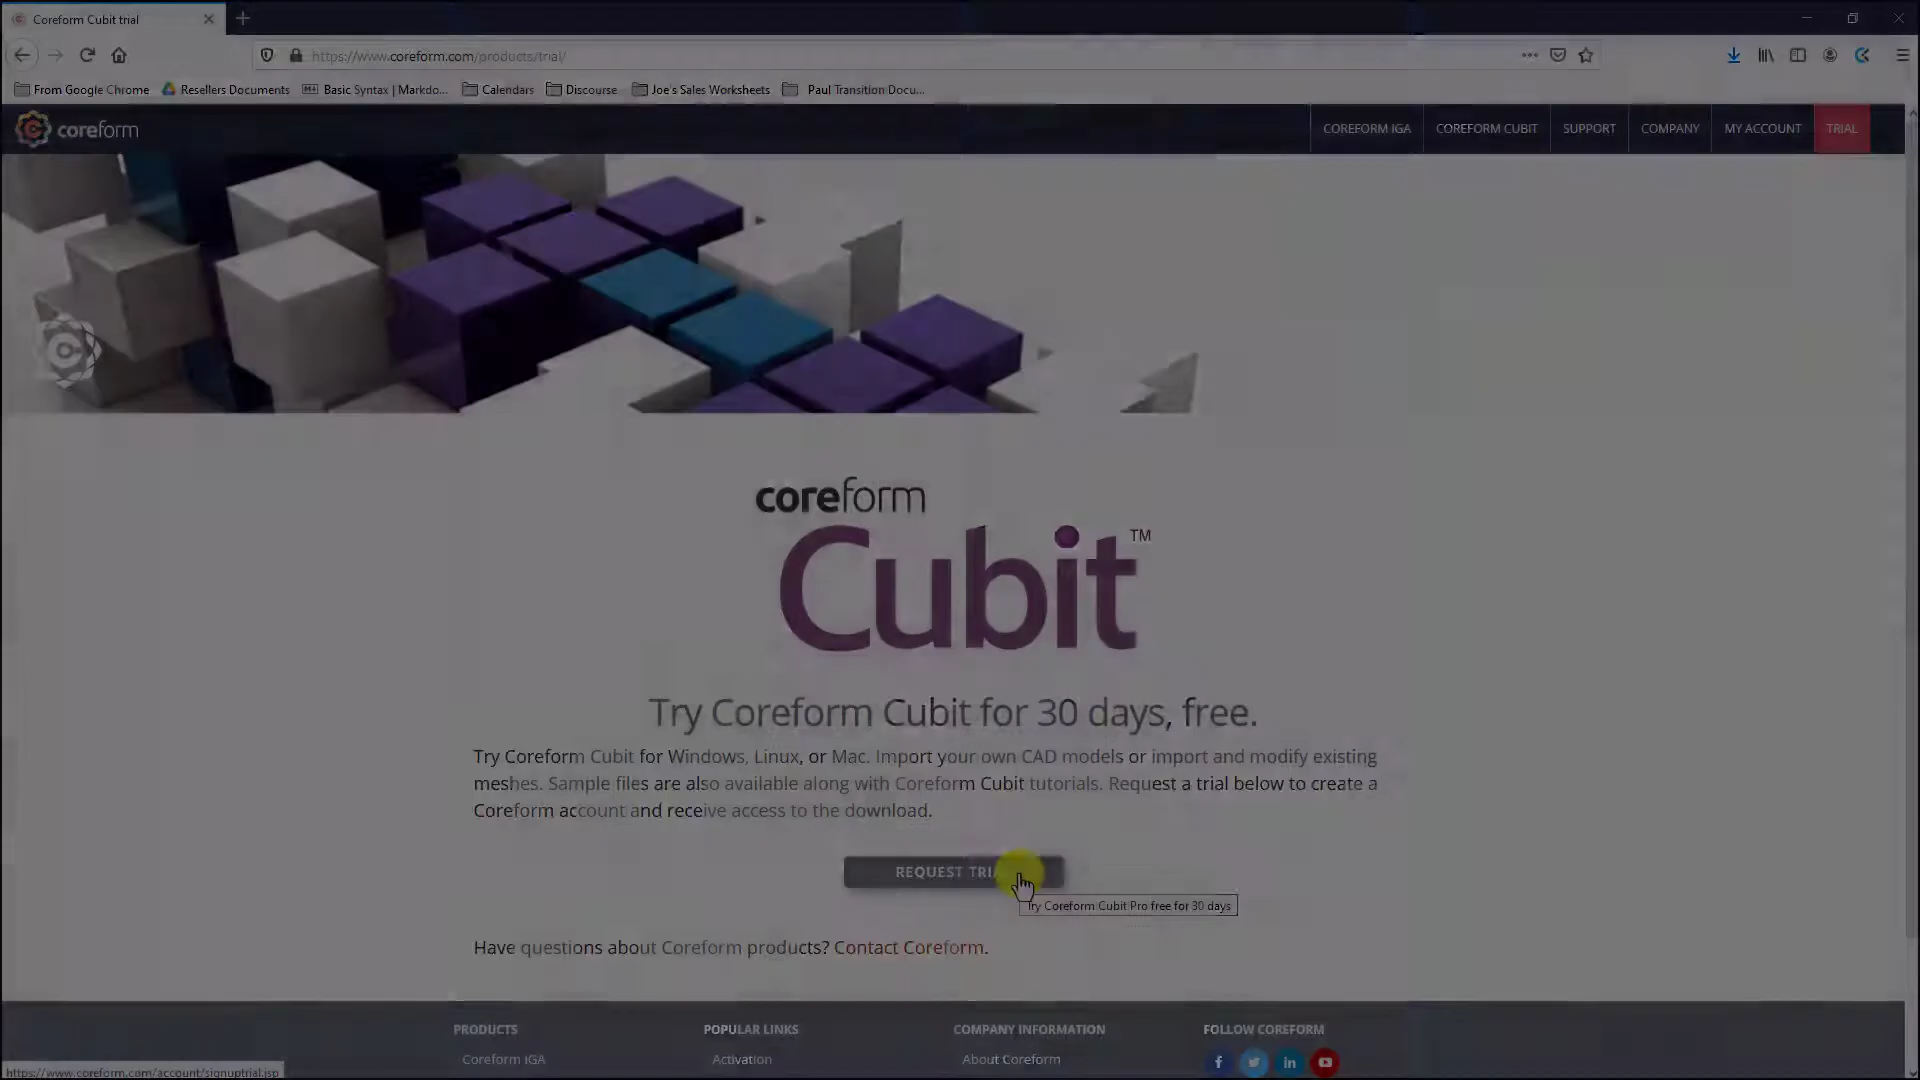 Coreform Cubit trial
https://www.coreform.com/products/trial/
From Google Chrome
Resellers Documents
Basic Syntax | Markdo...
Calendars
Discourse
Joe's Sales Worksheets
Paul Transition Docu...
coreform
COREFORM IGA
COREFORM CUBIT
SUPPORT
COMPANY
MY ACCOUNT
TRIAL
coreform
Cubit™
Try Coreform Cubit for 30 days, free.
Try Coreform Cubit for Windows, Linux, or Mac. Import your own CAD models or import and modify existing
meshes. Sample files are also available along with Coreform Cubit tutorials. Request a trial below to create a
Coreform account and receive access to the download.
REQUEST TRIA
Try Coreform Cubit Pro free for 30 days
Have questions about Coreform products? Contact Coreform.
PRODUCTS
POPULAR LINKS
COMPANY INFORMATION
FOLLOW COREFORM
Coreform IGA
Activation
About Coreform
https://www.coreform.com/account/signuptrial.jsp